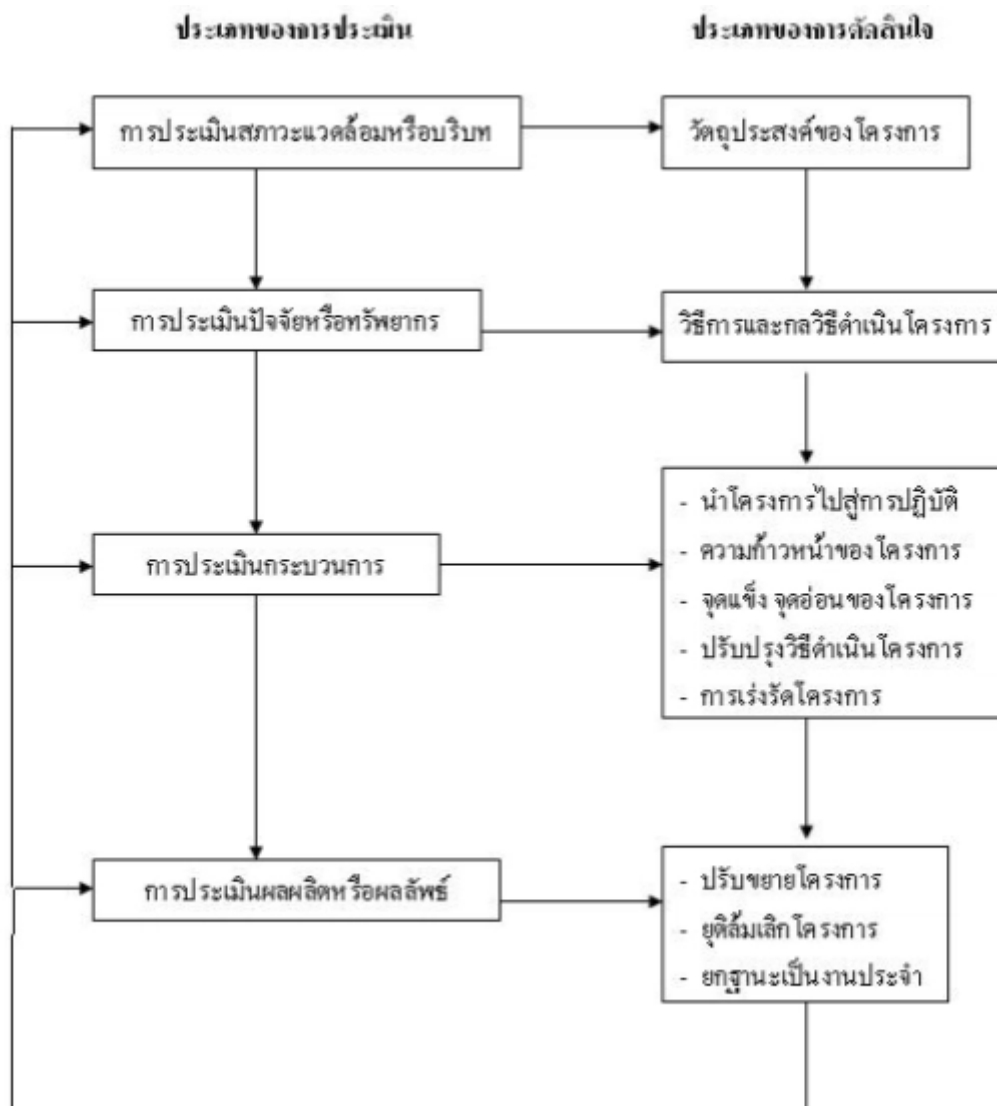 ประเภทของการประเมิน
ประเภทของการตัดสินใจ
การประเมินสภาวะแวดล้อมหรือบริบท
วัตถุประสงค์ของโครงการ
การประเมินปัจจัยหรือทรัพยากร
วิธีการและกลวิธีดำเนินโครงการ
การประเมินกระบวนการ
- นำโครงการไปสู่การปฏิบัติ
- ความก้าวหน้าของโครงการ
- จุดแข็ง จุดอ่อนของโครงการ
- ปรับปรุงวิธีดำเนินโครงการ
- การเร่งรัดโครงการ
การประเมินผลผลิตหรือผลลัพธ์
- ปรับขยายโครงการ
- ยุติล้มเลิกโครงการ
- ยกฐานะเป็นงานประจำ